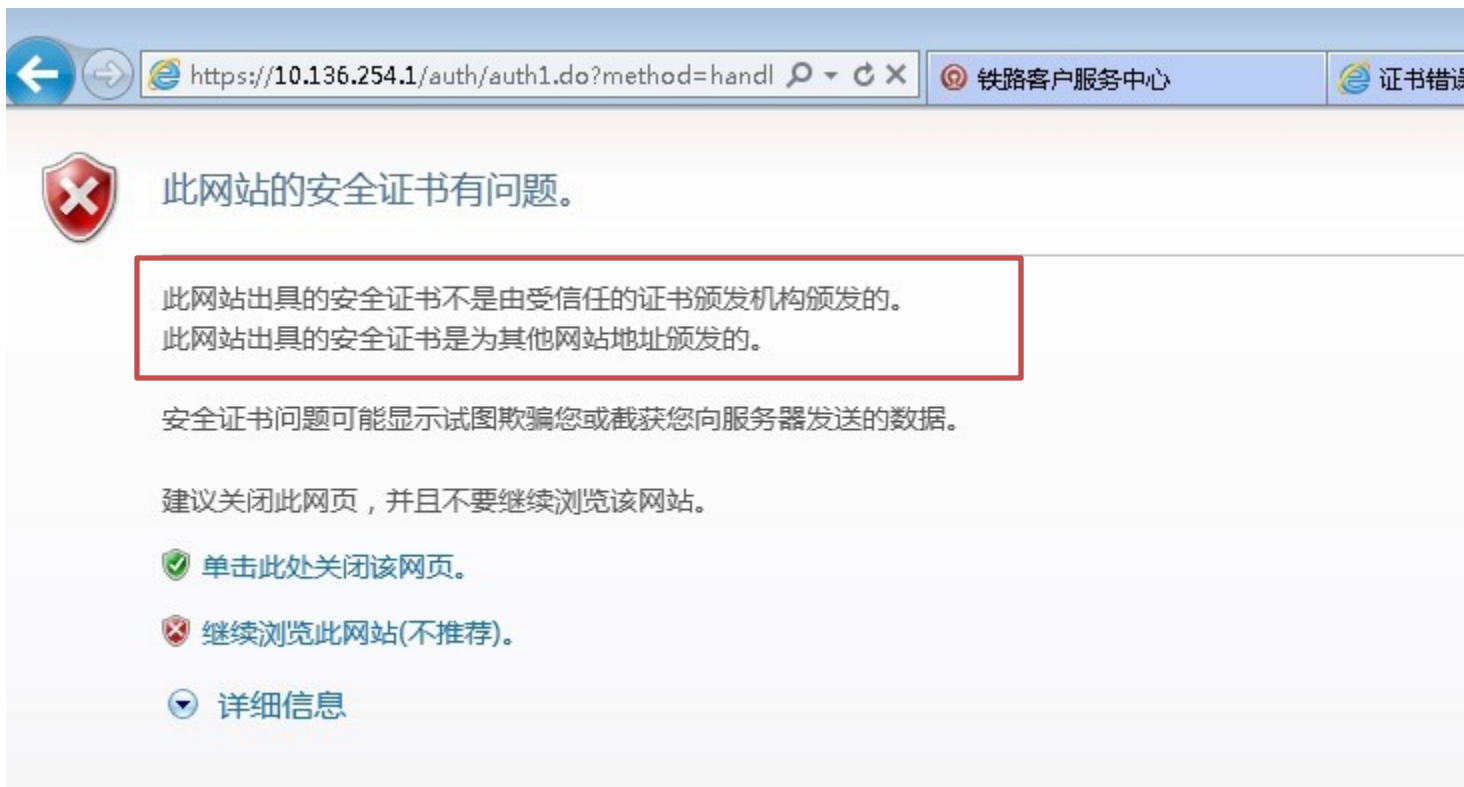 https://10.136.254.1/auth/auth1.do?method=handl
铁路客户服务中心
证书错误
此网站的安全证书有问题。
此网站出具的安全证书不是由受信任的证书颁发机构颁发的。
此网站出具的安全证书是为其他网站地址颁发的。
安全证书问题可能显示试图欺骗您或截获您向服务器发送的数据。
建议关闭此网页，并且不要继续浏览该网站。
单击此处关闭该网页。
继续浏览此网站(不推荐)。
详细信息